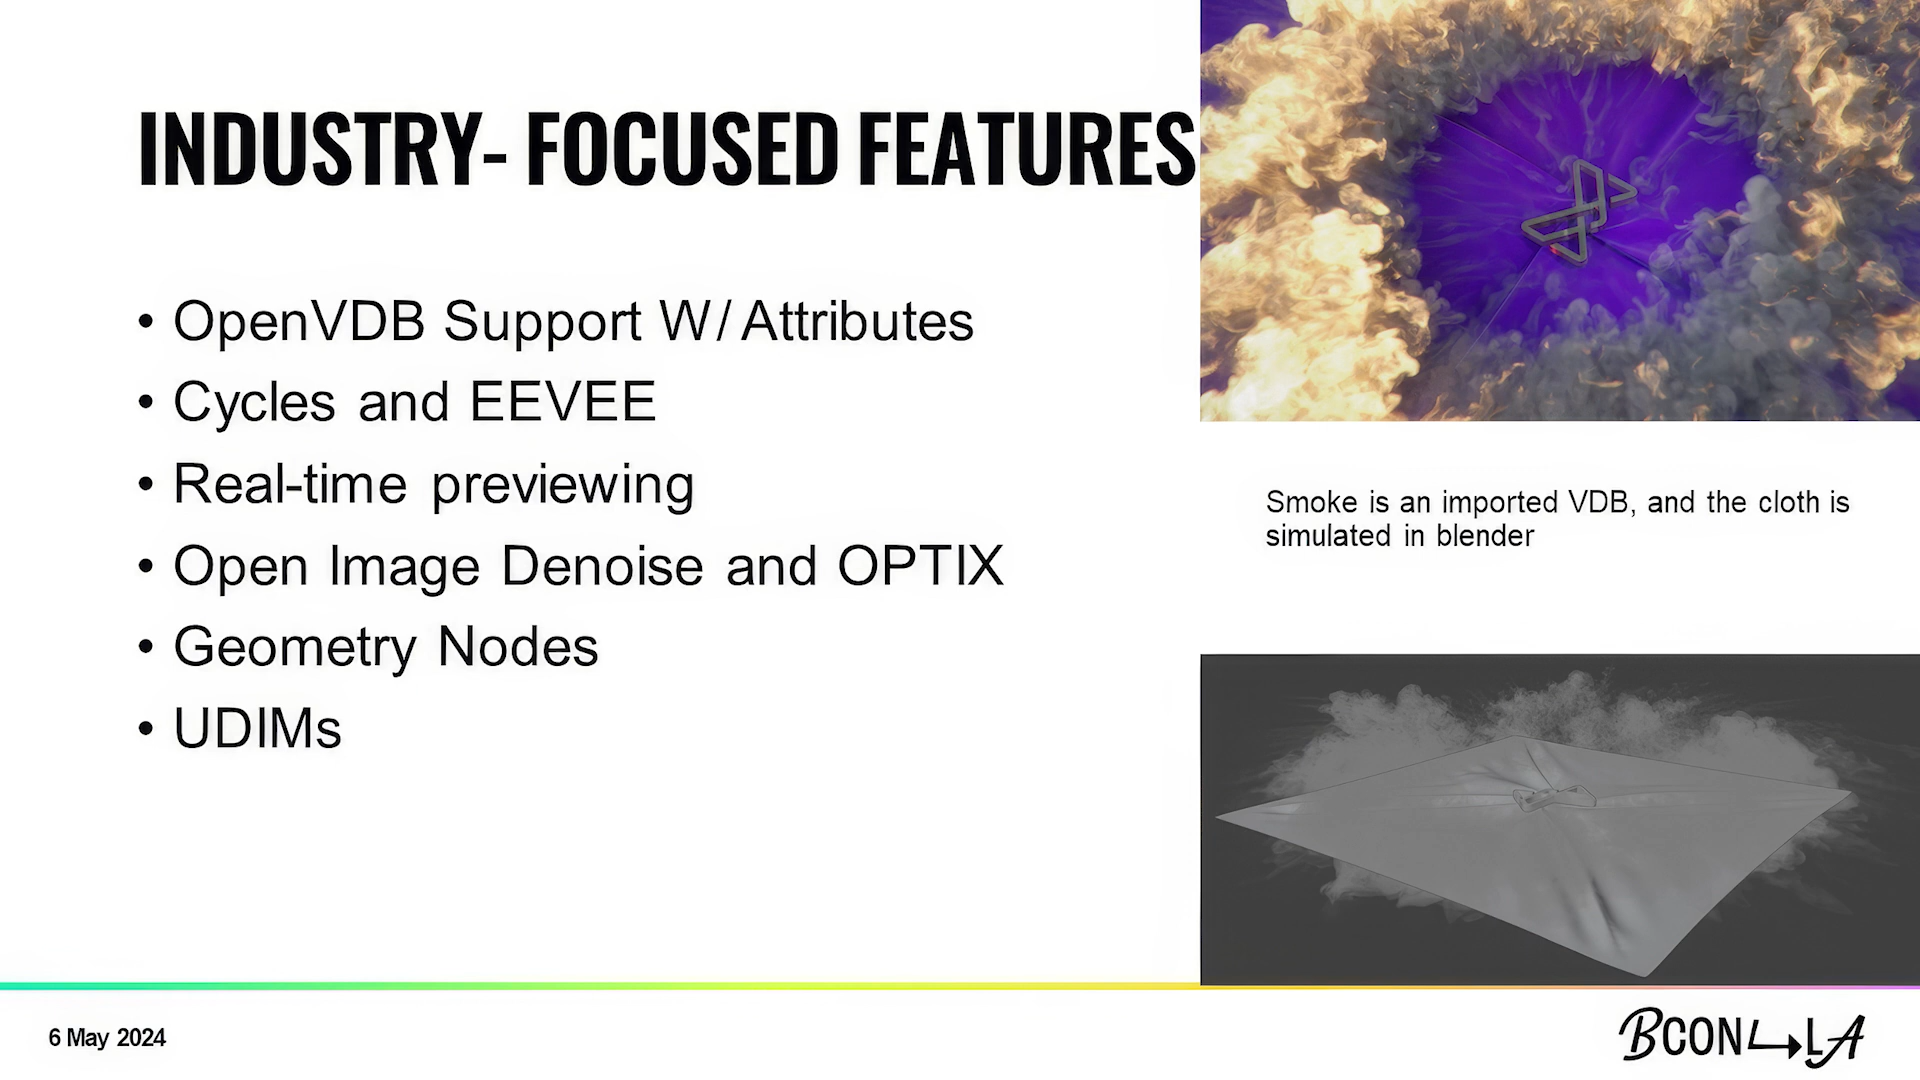 INDUSTRY- FOCUSED FEATURES
• OpenVDB Support W/ Attributes
• Cycles and EEVEE
• Real-time previewing
• Open Image Denoise and OPTIX
• Geometry Nodes
• UDIMs
Smoke is an imported VDB, and the cloth is
simulated in blender
6 May 2024
BCON LA